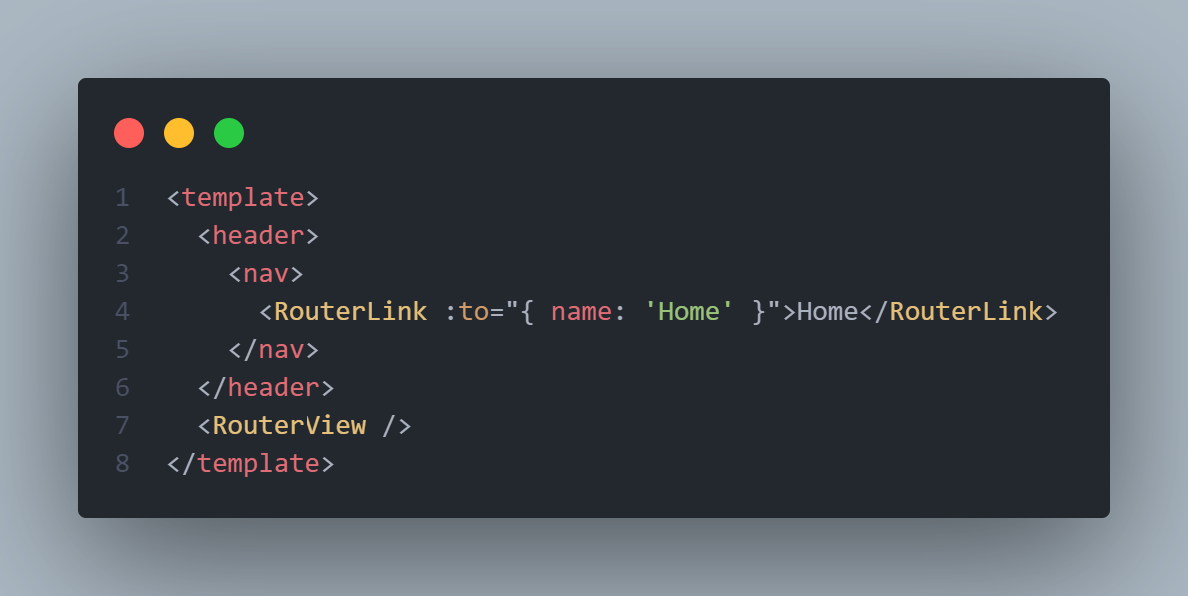 1 <template>
2   <header>
3     <nav>
4       <RouterLink :to="{ name: 'Home' }">Home</RouterLink>
5     </nav>
6   </header>
7   <RouterView />
8 </template>